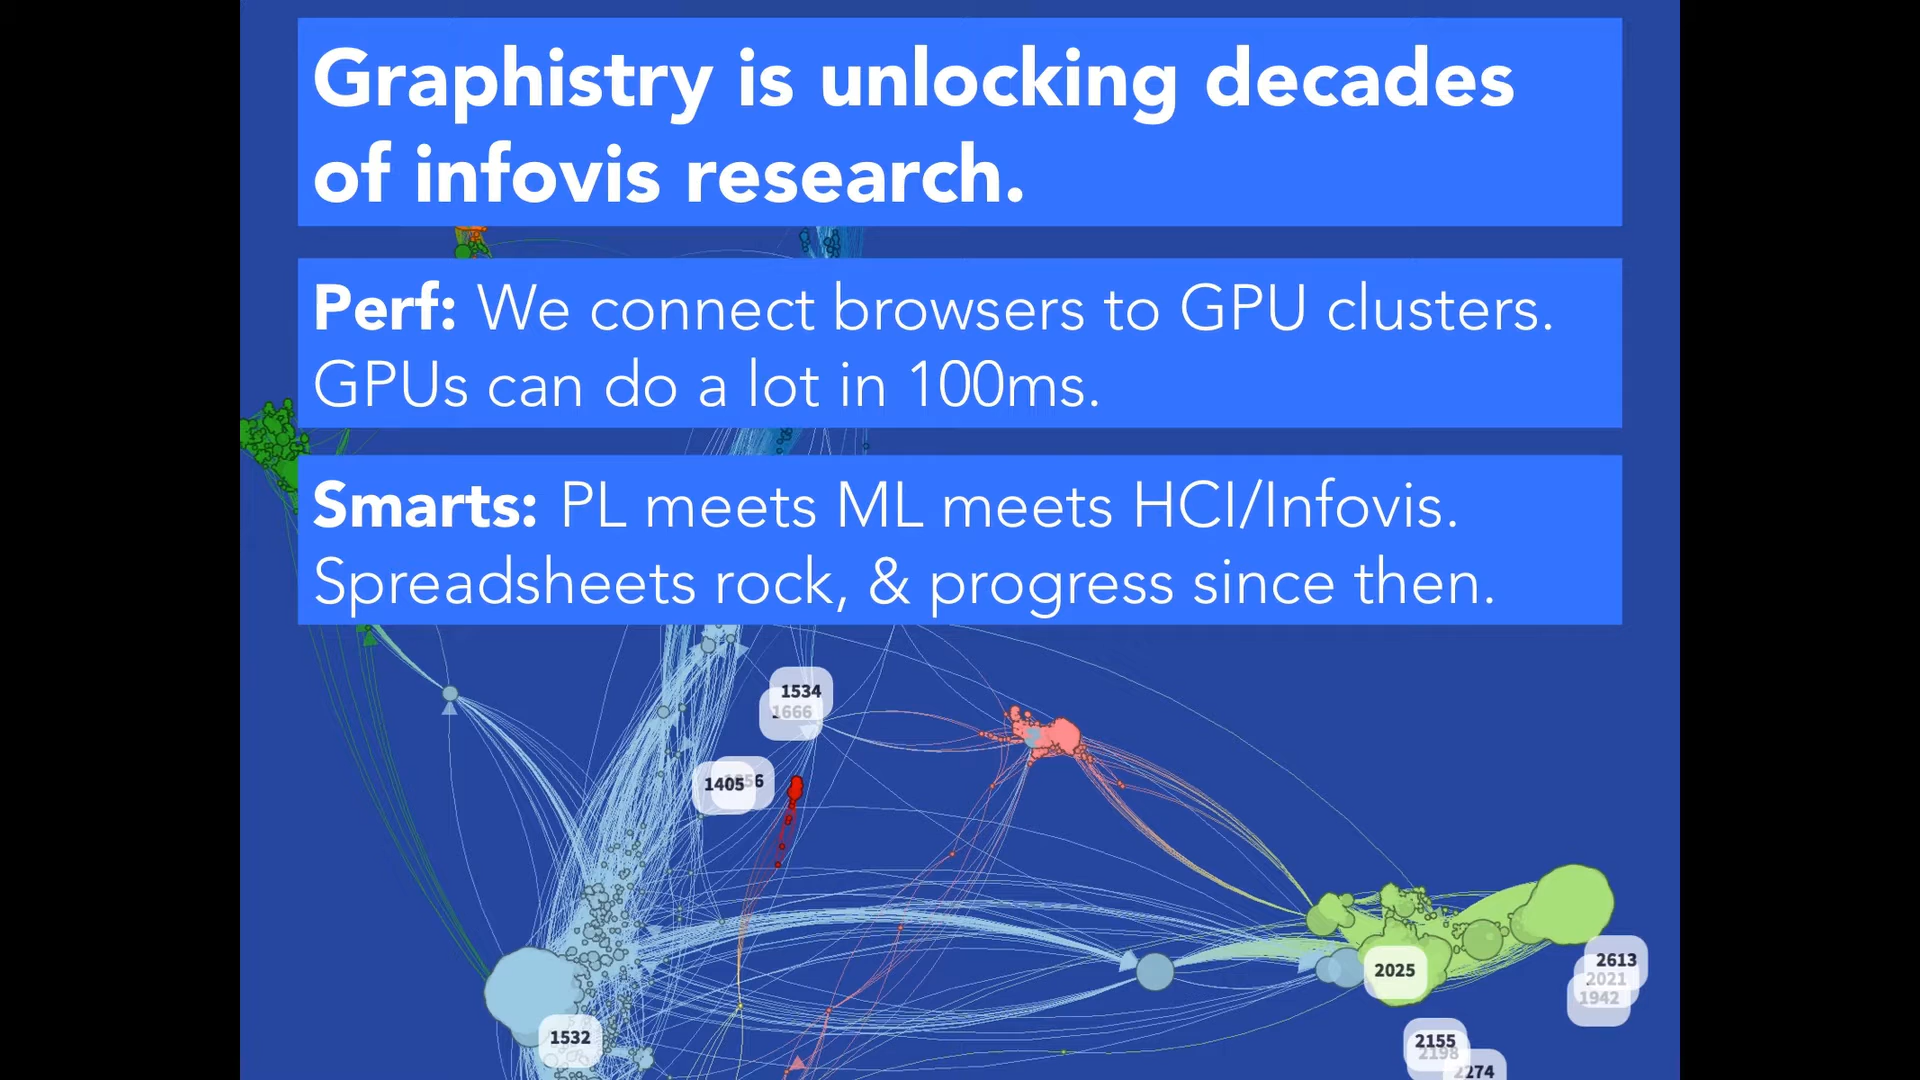 Graphistry is unlocking decades
of infovis research.
Perf: We connect browsers to GPU clusters.
GPUs can do a lot in 100ms.
Smarts: PL meets ML meets HCI/Infovis.
Spreadsheets rock, & progress since then.
1534
1666
1405
2613
2025
2021
1942
1532
2155
2198
2274